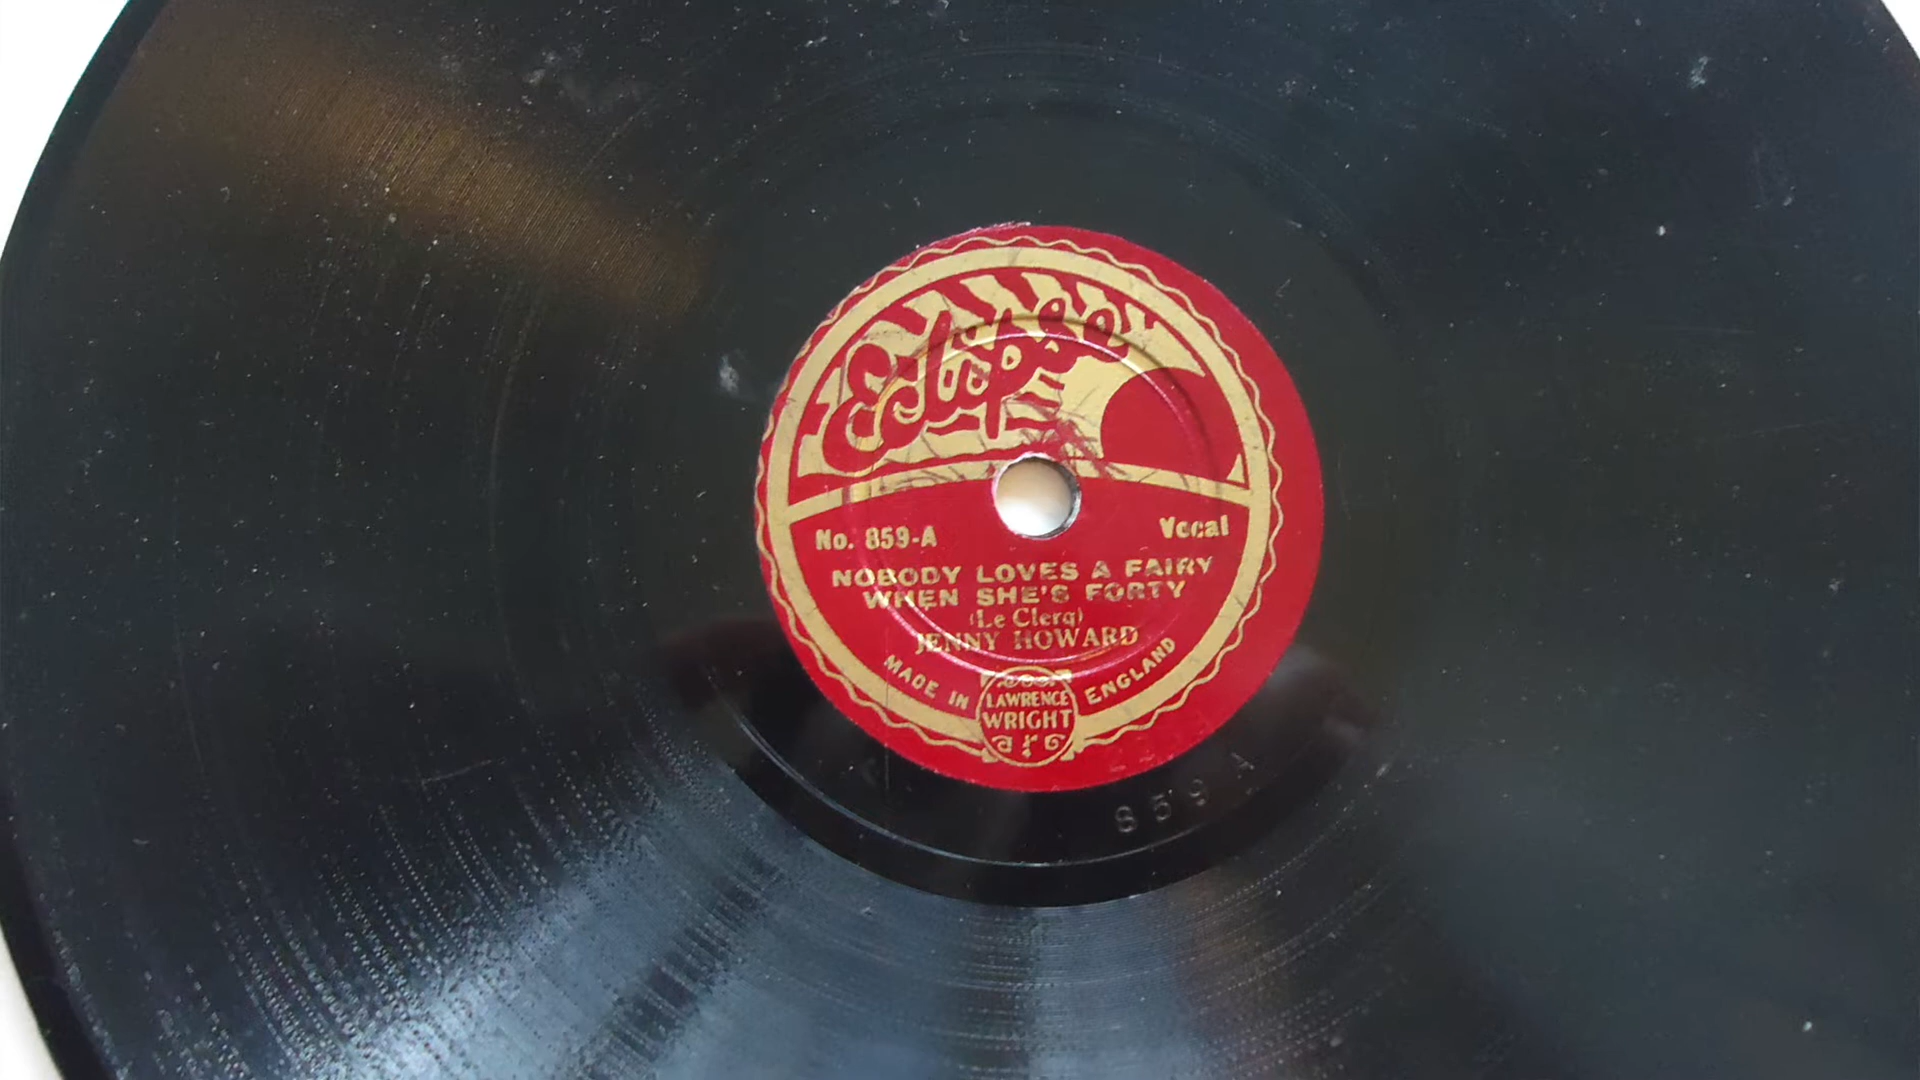 Eclipse
No. 859-A Vocal
NOBODY LOVES A FAIRY
WHEN SHE'S FORTY
(Le Clerq)
JENNY HOWARD
MADE IN ENGLAND
LAWRENCE
WRIGHT
859 A